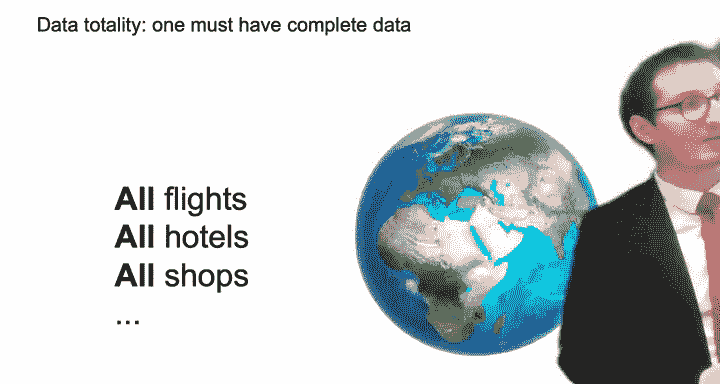 Data totality: one must have complete data
All flights
All hotels
All shops
...